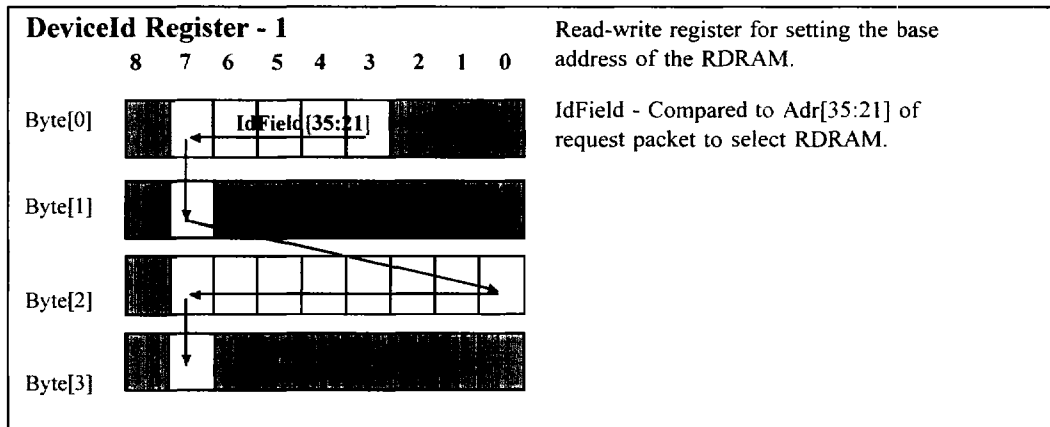 DeviceId Register - 1
8 7 6 5 4 3 2 1 0
Byte[0]
IdField[35:21]
Byte[1]
Byte[2]
Byte[3]
Read-write register for setting the base
address of the RDRAM.
IdField - Compared to Adr[35:21] of
request packet to select RDRAM.